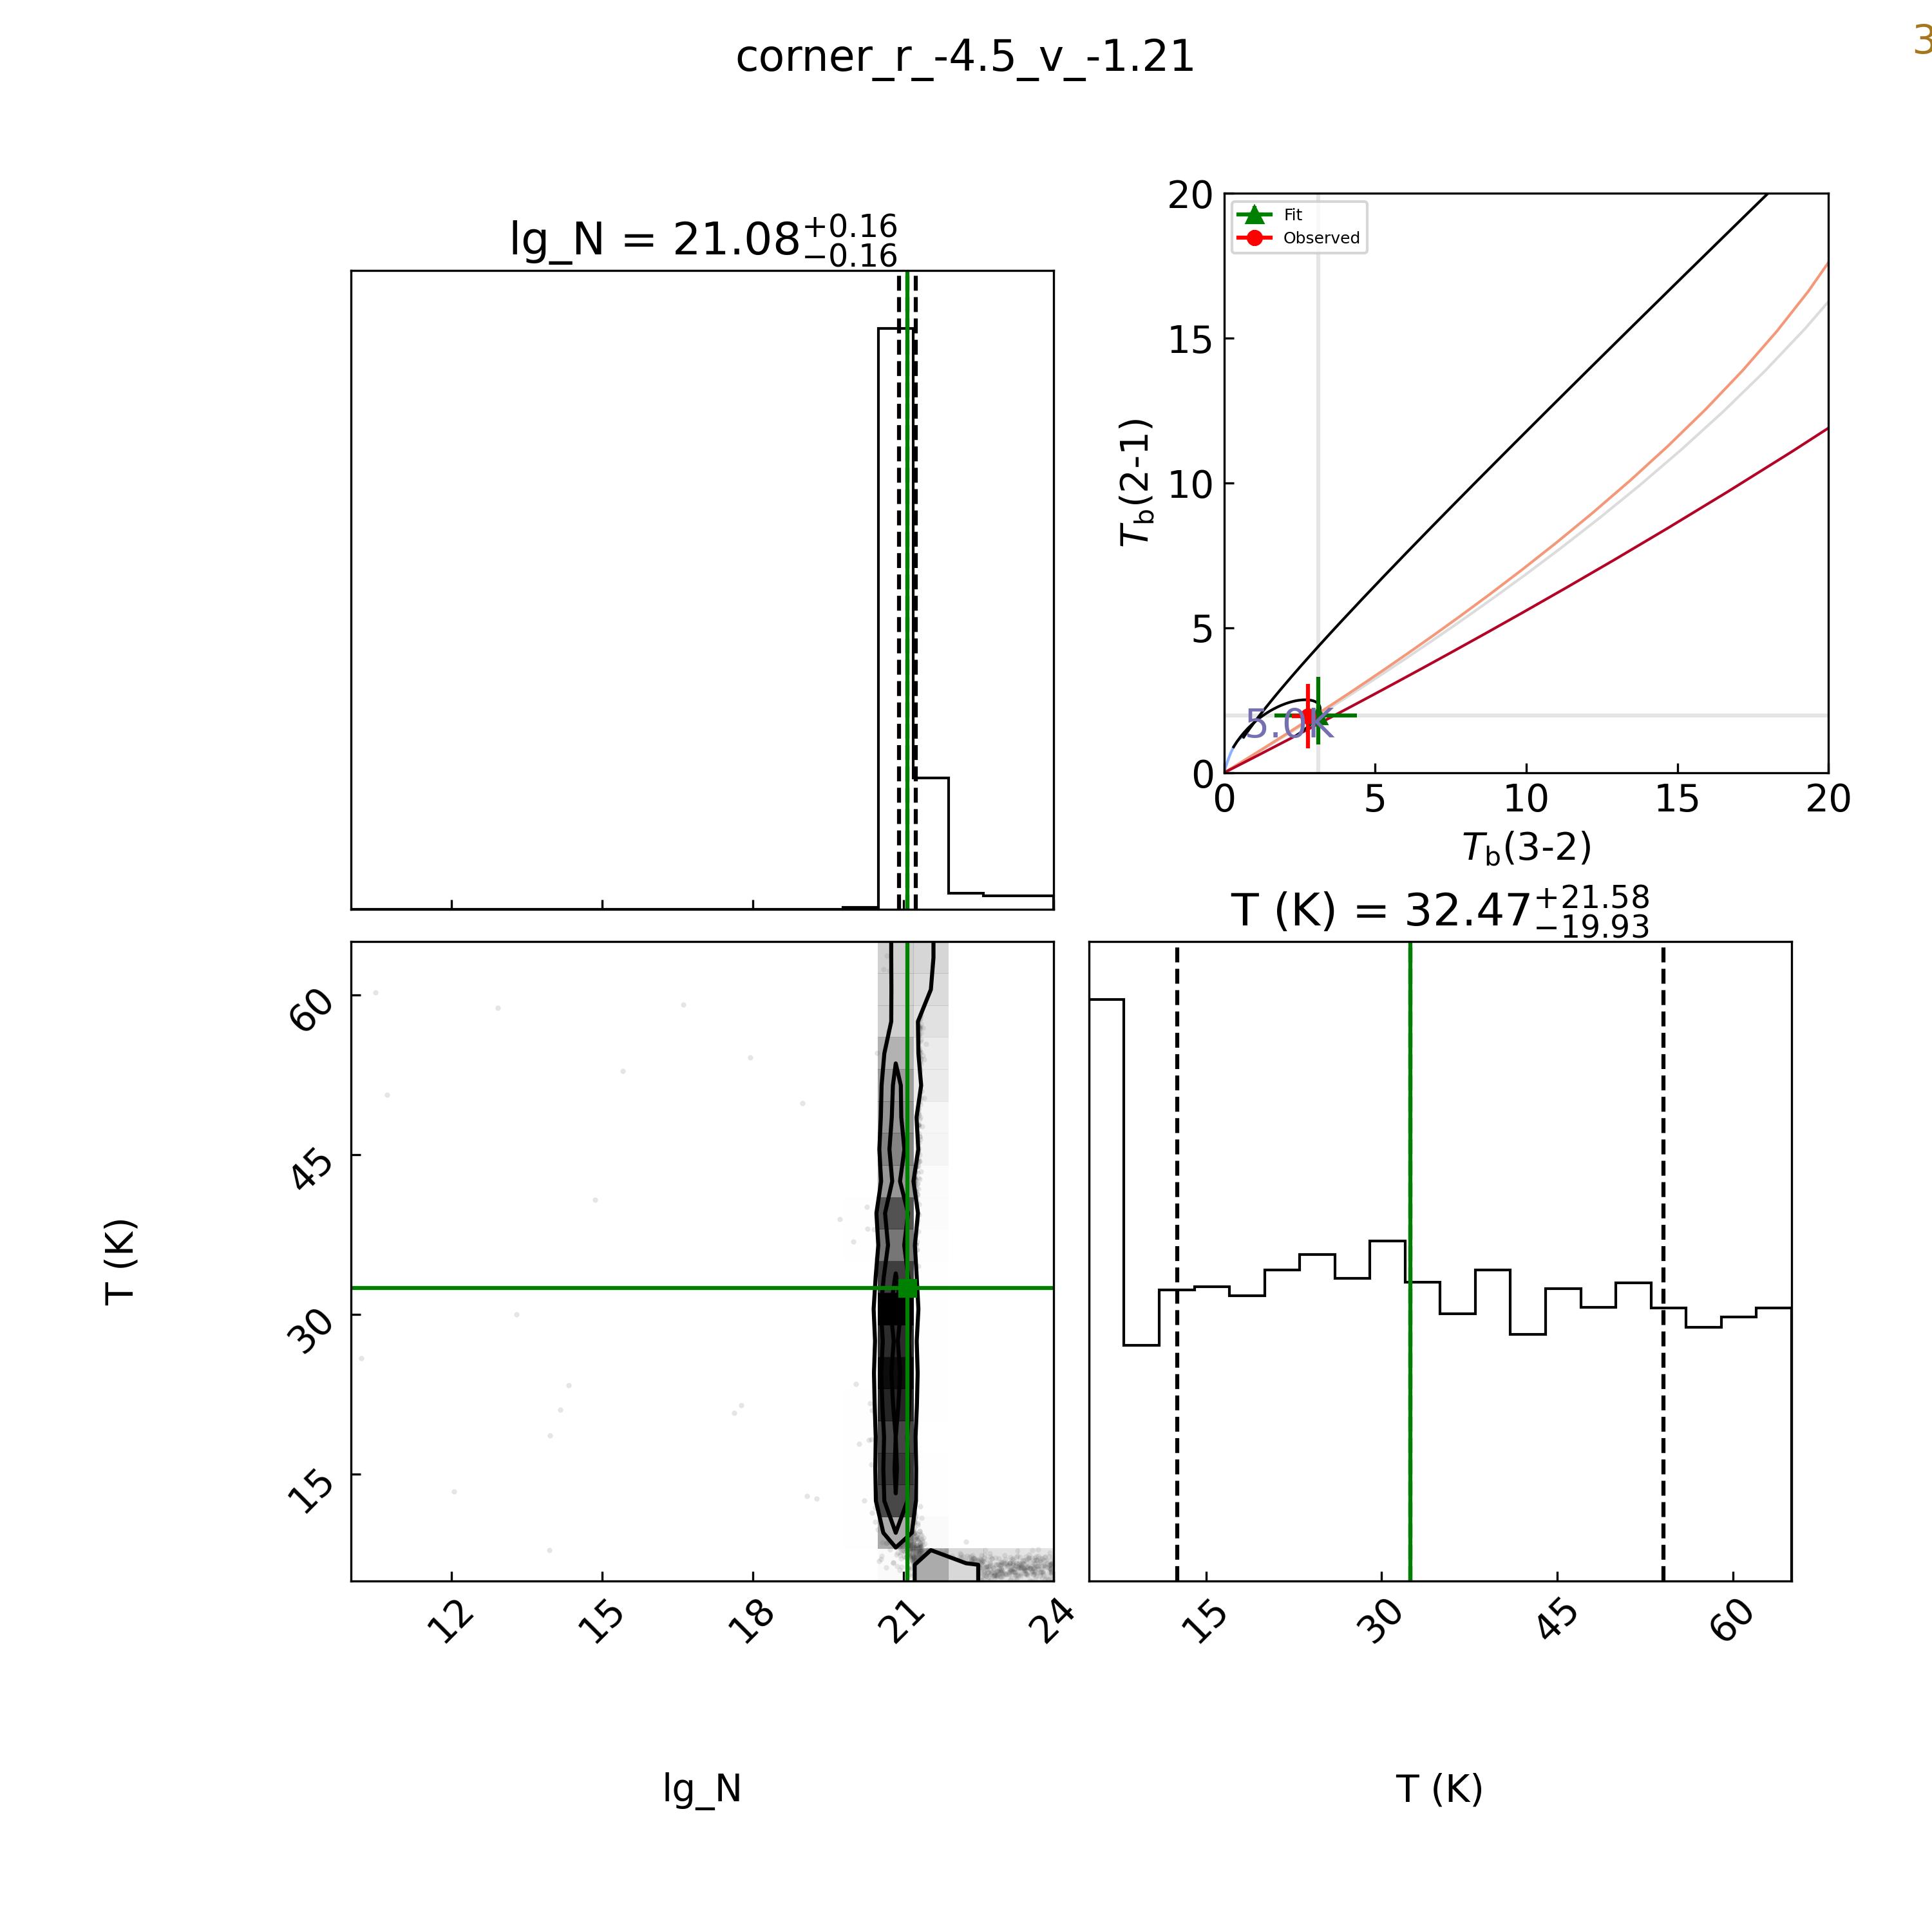 corner_r_-4.5_v_-1.21
3
lg_N = 21.08+0.16
−0.16
20
15
10
5
0
Tb(2-1)
Fit
Observed
5.0K
0 5 10 15 20
Tb(3-2)
T (K) = 32.47+21.58
−19.93
60
45
30
15
T (K)
12 15 18 21 24
lg_N
15 30 45 60
T (K)